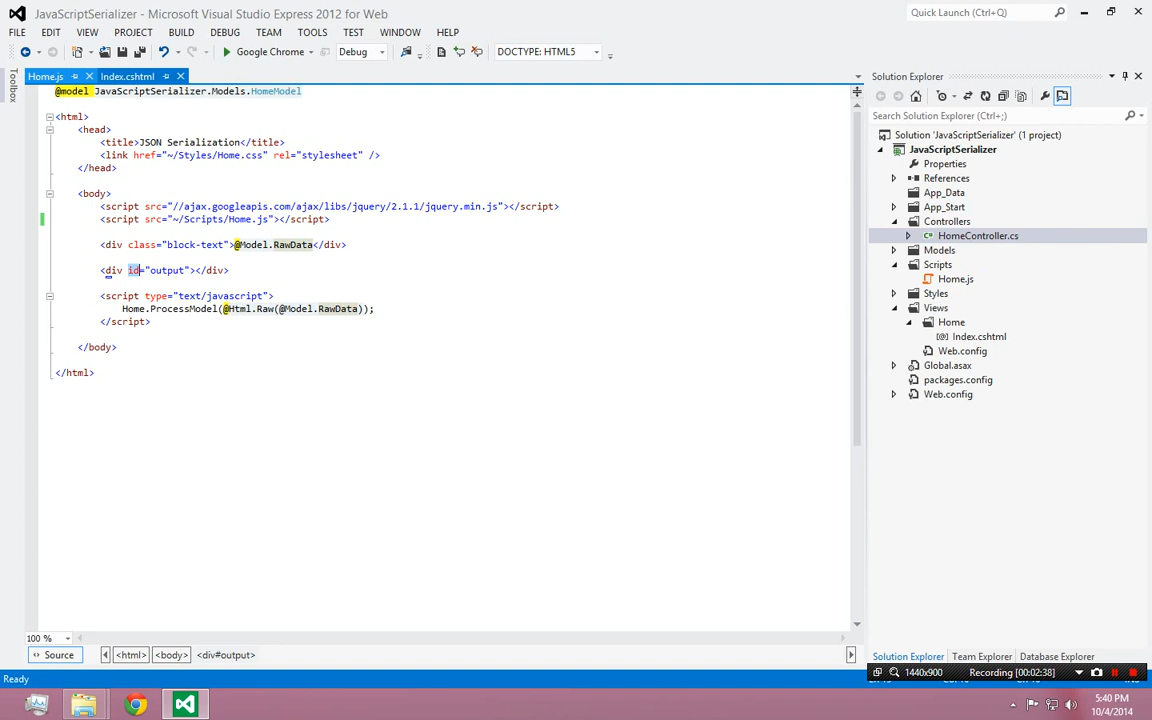 JavaScriptSerializer - Microsoft Visual Studio Express 2012 for Web
Quick Launch (Ctrl+Q)
FILE EDIT VIEW PROJECT BUILD DEBUG TEAM TOOLS TEST WINDOW HELP
Google Chrome Debug DOCTYPE: HTML5
Toolbox
Home.js Index.cshtml
@model JavaScriptSerializer.Models.HomeModel
<html>
<head>
<title>JSON Serialization</title>
<link href="~/Styles/Home.css" rel="stylesheet" />
</head>
<body>
<script src="//ajax.googleapis.com/ajax/libs/jquery/2.1.1/jquery.min.js"></script>
<script src="~/Scripts/Home.js"></script>
<div class="block-text">@Model.RawData</div>
<div id="output"></div>
<script type="text/javascript">
Home.ProcessModel(@Html.Raw(@Model.RawData));
</script>
</body>
</html>
100 %
Source <html> <body> <div#output>
Solution Explorer
Search Solution Explorer (Ctrl+;)
Solution 'JavaScriptSerializer' (1 project)
JavaScriptSerializer
Properties
References
App_Data
App_Start
Controllers
HomeController.cs
Models
Scripts
Home.js
Styles
Views
Home
Index.cshtml
Web.config
Global.asax
packages.config
Web.config
Solution Explorer Team Explorer Database Explorer
Ready
1440x900 Recording [00:02:38]
5:40 PM
10/4/2014